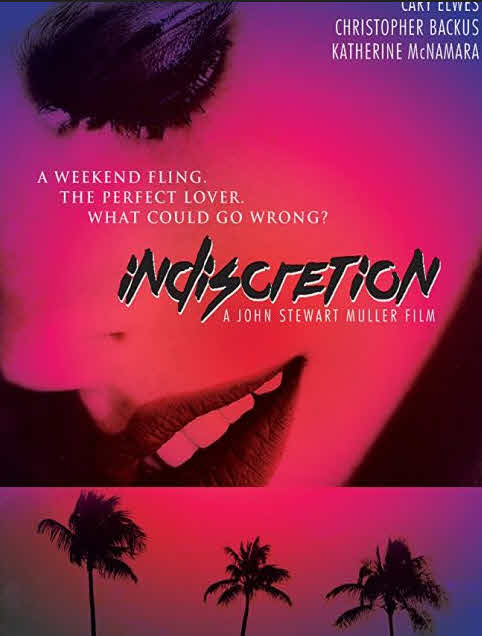 CARY ELWES
CHRISTOPHER BACKUS
KATHERINE McNAMARA
A WEEKEND FLING.
THE PERFECT LOVER.
WHAT COULD GO WRONG?
iNdiscretion
A JOHN STEWART MULLER FILM